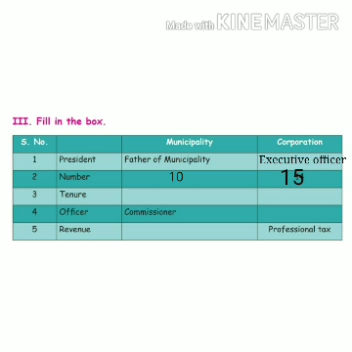 Made with KINEMASTER
III. Fill in the box.
S. No. Municipality Corporation
1 President Father of Municipality Executive officer
2 Number 10 15
3 Tenure
4 Officer Commissioner
5 Revenue Professional tax